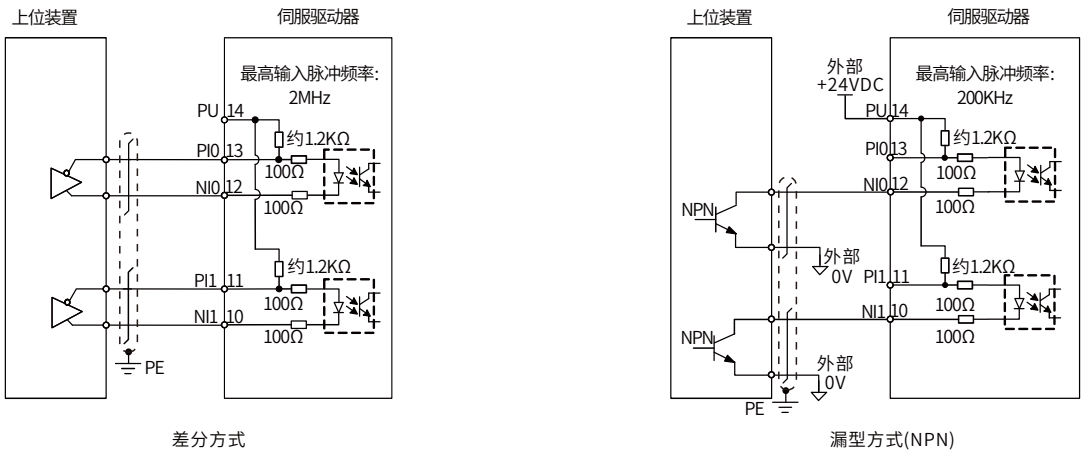 上位装置
伺服驱动器
最高输入脉冲频率:
2MHz
PU 14
约1.2KΩ
PI0 13
100Ω
NI0 12
100Ω
约1.2KΩ
PI1 11
100Ω
NI1 10
100Ω
PE
差分方式
上位装置
伺服驱动器
外部
+24VDC
最高输入脉冲频率:
200KHz
PU 14
约1.2KΩ
PI0 13
100Ω
NI0 12
100Ω
NPN
外部
0V
约1.2KΩ
PI1 11
100Ω
NI1 10
100Ω
NPN
外部
0V
PE
漏型方式(NPN)